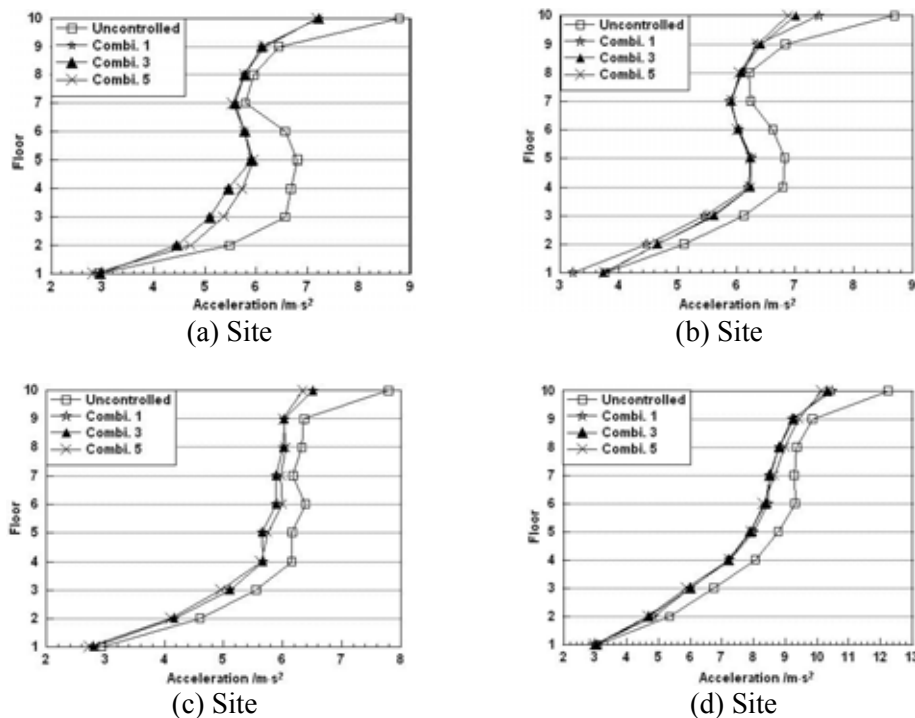 10
9
8
7
6
5
4
3
2
1
Floor
Uncontrolled
Combi. 1
Combi. 3
Combi. 5
2 3 4 5 6 7 8 9
Acceleration /m·s²
(a) Site
10
9
8
7
6
5
4
3
2
1
Floor
Uncontrolled
Combi. 1
Combi. 3
Combi. 5
3 4 5 6 7 8 9
Acceleration /m·s²
(b) Site
10
9
8
7
6
5
4
3
2
1
Floor
Uncontrolled
Combi. 1
Combi. 3
Combi. 5
2 3 4 5 6 7 8
Acceleration /m·s²
(c) Site
10
9
8
7
6
5
4
3
2
1
Floor
Uncontrolled
Combi. 1
Combi. 3
Combi. 5
2 3 4 5 6 7 8 9 10 11 12 13
Acceleration /m·s²
(d) Site